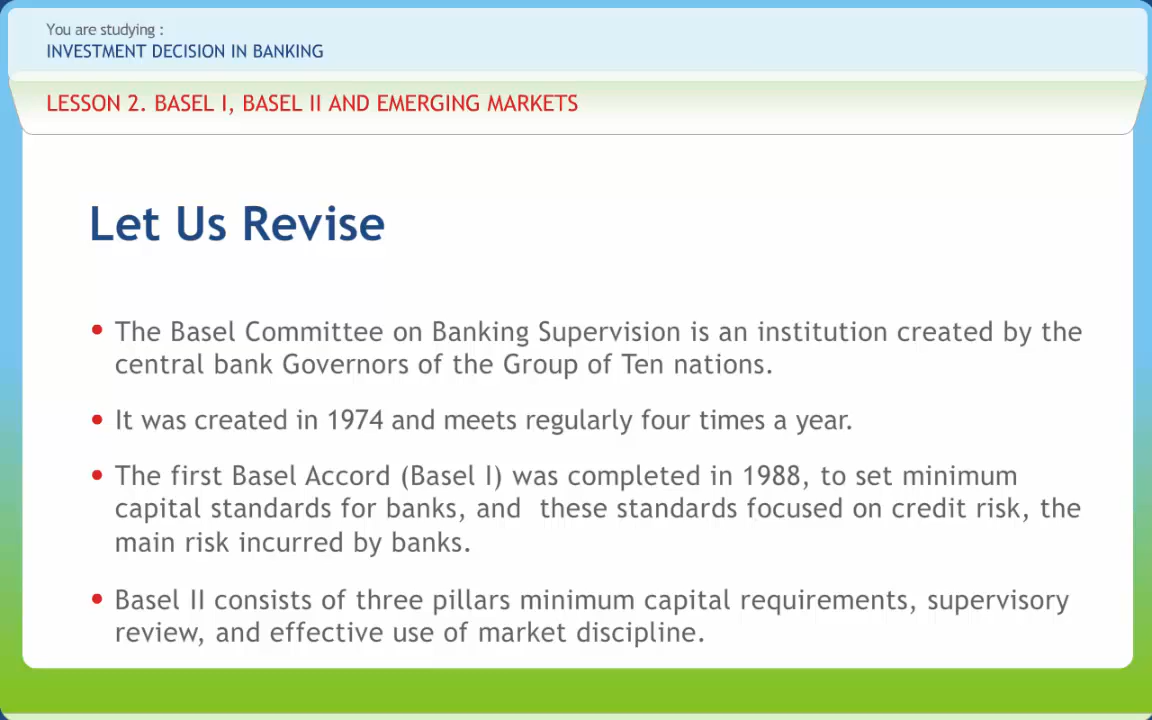 You are studying :
INVESTMENT DECISION IN BANKING
LESSON 2. BASEL I, BASEL II AND EMERGING MARKETS
Let Us Revise
• The Basel Committee on Banking Supervision is an institution created by the
central bank Governors of the Group of Ten nations.
• It was created in 1974 and meets regularly four times a year.
• The first Basel Accord (Basel I) was completed in 1988, to set minimum
capital standards for banks, and  these standards focused on credit risk, the
main risk incurred by banks.
• Basel II consists of three pillars minimum capital requirements, supervisory
review, and effective use of market discipline.